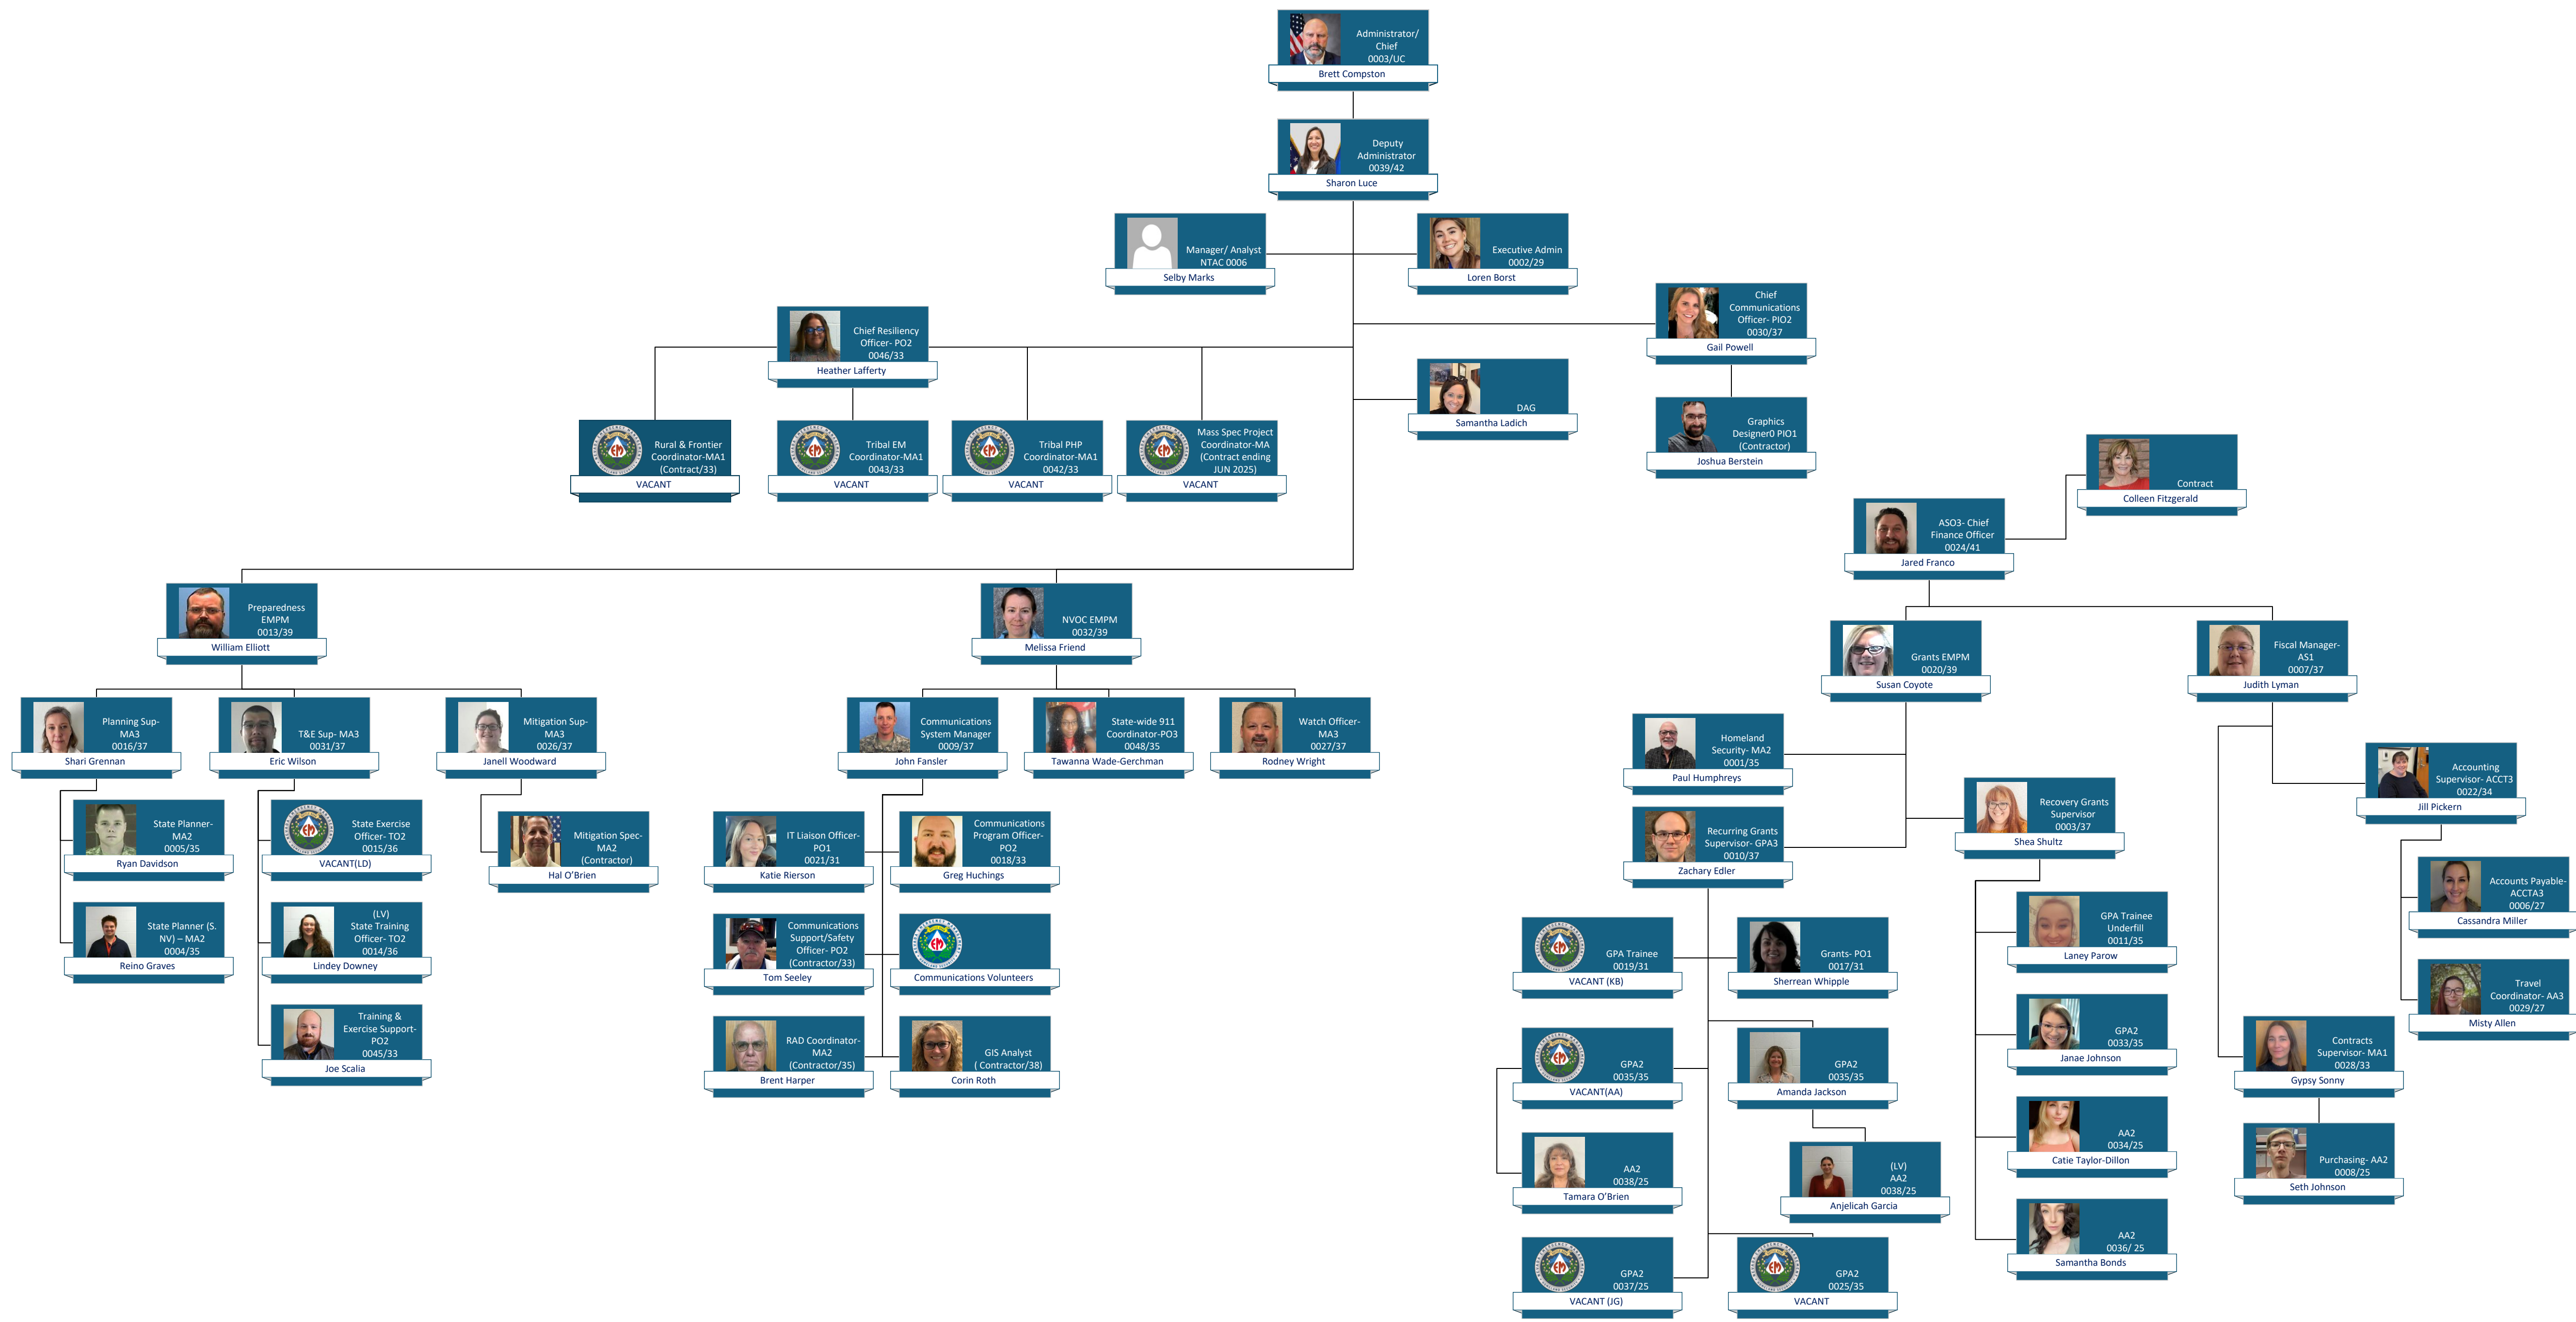 Administrator/
Chief
0003/UC
Brett Compston
Deputy
Administrator
0039/42
Sharon Luce
Manager/ Analyst
NTAC 0006
Selby Marks
Executive Admin
0002/29
Loren Borst
Chief
Communications
Officer- PIO2
0030/37
Gail Powell
Chief Resiliency
Officer- PO2
0046/33
Heather Lafferty
DAG
Samantha Ladich
Graphics
Designer0 PIO1
(Contractor)
Joshua Berstein
Rural & Frontier
Coordinator-MA1
(Contract/33)
VACANT
Tribal EM
Coordinator-MA1
0043/33
VACANT
Tribal PHP
Coordinator-MA1
0042/33
VACANT
Mass Spec Project
Coordinator-MA
(Contract ending
JUN 2025)
VACANT
Contract
Colleen Fitzgerald
ASO3- Chief
Finance Officer
0024/41
Jared Franco
Preparedness
EMPM
0013/39
William Elliott
NVOC EMPM
0032/39
Melissa Friend
Grants EMPM
0020/39
Susan Coyote
Fiscal Manager-
AS1
0007/37
Judith Lyman
Planning Sup-
MA3
0016/37
Shari Grennan
T&E Sup- MA3
0031/37
Eric Wilson
Mitigation Sup-
MA3
0026/37
Janell Woodward
Communications
System Manager
0009/37
John Fansler
State-wide 911
Coordinator-PO3
0048/35
Tawanna Wade-Gerchman
Watch Officer-
MA3
0027/37
Rodney Wright
Homeland
Security- MA2
0001/35
Paul Humphreys
Accounting
Supervisor- ACCT3
0022/34
Jill Pickern
State Planner-
MA2
0005/35
Ryan Davidson
State Exercise
Officer- TO2
0015/36
VACANT(LD)
Mitigation Spec-
MA2
(Contractor)
Hal O'Brien
IT Liaison Officer-
PO1
0021/31
Katie Rierson
Communications
Program Officer-
PO2
0018/33
Greg Huchings
Recurring Grants
Supervisor- GPA3
0010/37
Zachary Edler
Recovery Grants
Supervisor
0003/37
Shea Shultz
Accounts Payable-
ACCTA3
0006/27
Cassandra Miller
State Planner (S.
NV) – MA2
0004/35
Reino Graves
(LV)
State Training
Officer- TO2
0014/36
Lindey Downey
Communications
Support/Safety
Officer- PO2
(Contractor/33)
Tom Seeley
Communications Volunteers
GPA Trainee
0019/31
VACANT (KB)
Grants- PO1
0017/31
Sherrean Whipple
GPA Trainee
Underfill
0011/35
Laney Parow
Travel
Coordinator- AA3
0029/27
Misty Allen
Training &
Exercise Support-
PO2
0045/33
Joe Scalia
RAD Coordinator-
MA2
(Contractor/35)
Brent Harper
GIS Analyst
( Contractor/38)
Corin Roth
GPA2
0035/35
VACANT(AA)
GPA2
0035/35
Amanda Jackson
GPA2
0033/35
Janae Johnson
Contracts
Supervisor- MA1
0028/33
Gypsy Sonny
AA2
0038/25
Tamara O'Brien
(LV)
AA2
0038/25
Anjelicah Garcia
AA2
0034/25
Catie Taylor-Dillon
Purchasing- AA2
0008/25
Seth Johnson
GPA2
0037/25
VACANT (JG)
GPA2
0025/35
VACANT
AA2
0036/ 25
Samantha Bonds